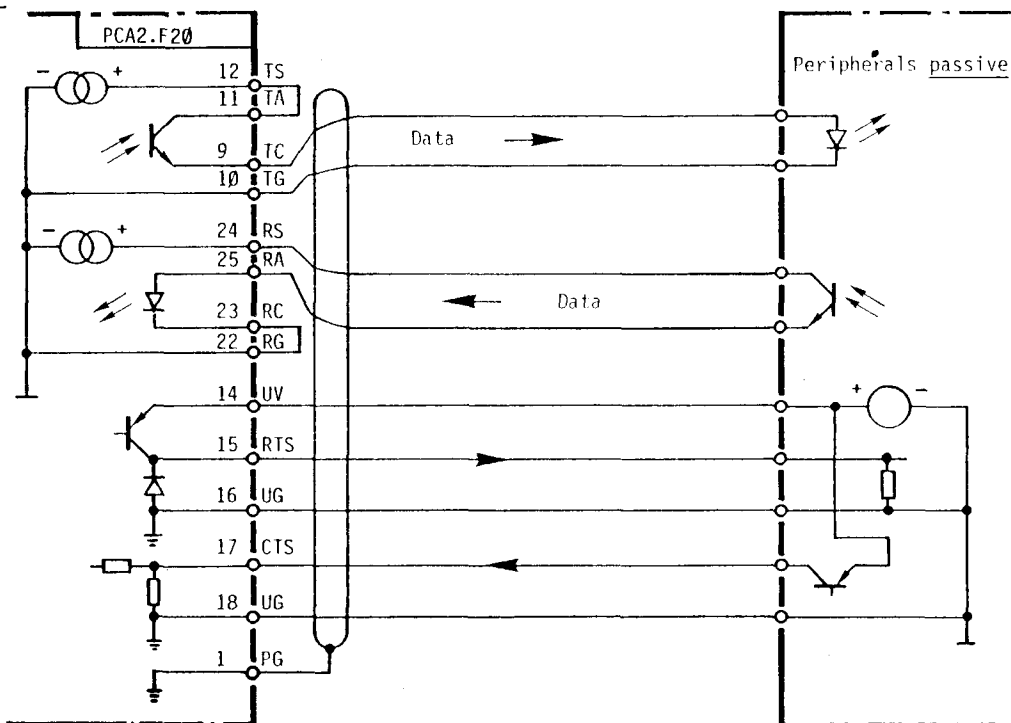 PCA2.F20
Peripherals passive
- +
12 TS
11 TA
Data
9 TC
10 TG
- +
24 RS
25 RA
Data
23 RC
22 RG
14 UV
+ -
15 RTS
16 UG
17 CTS
18 UG
1 PG